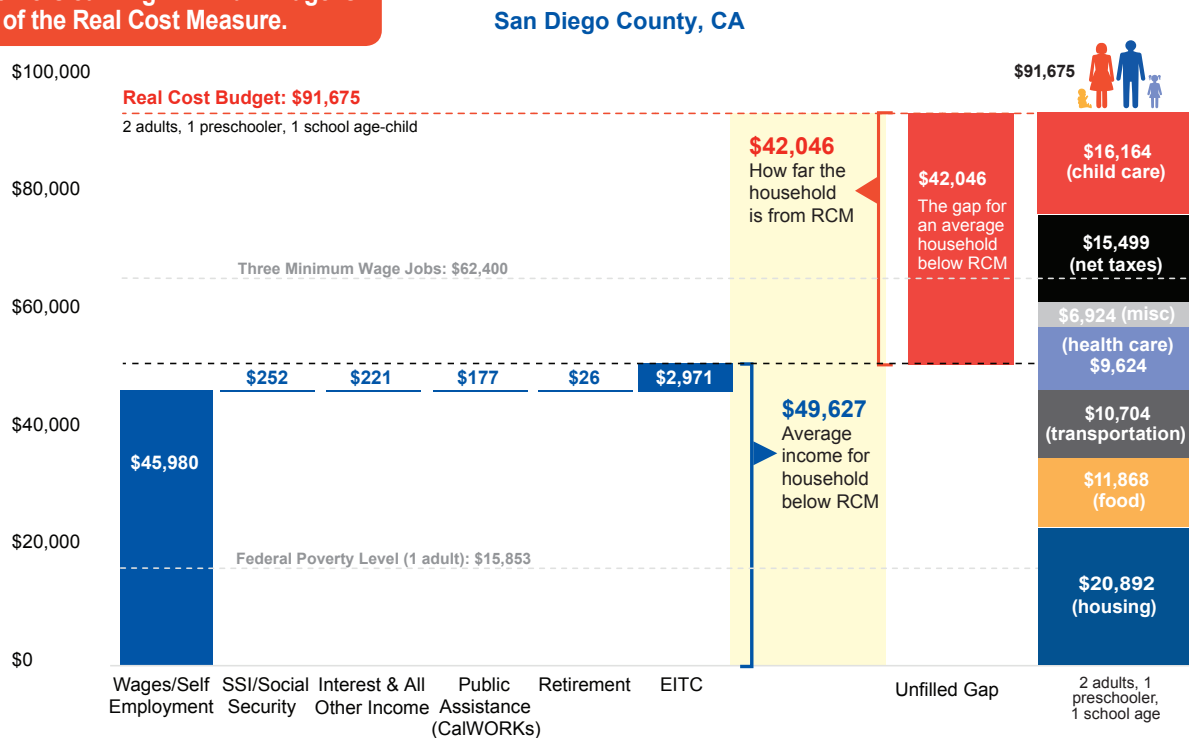 of the Real Cost Measure.
San Diego County, CA
$100,000
$80,000
$60,000
$40,000
$20,000
$0
Real Cost Budget: $91,675
2 adults, 1 preschooler, 1 school age-child
Three Minimum Wage Jobs: $62,400
Federal Poverty Level (1 adult): $15,853
$45,980
$252
$221
$177
$26
$2,971
$42,046
How far the
household
is from RCM
$49,627
Average
income for
household
below RCM
$42,046
The gap for
an average
household
below RCM
$91,675
$16,164
(child care)
$15,499
(net taxes)
$6,924 (misc)
(health care)
$9,624
$10,704
(transportation)
$11,868
(food)
$20,892
(housing)
Wages/Self
Employment
SSI/Social
Security
Interest & All
Other Income
Public
Assistance
(CalWORKs)
Retirement
EITC
Unfilled Gap
2 adults, 1
preschooler,
1 school age